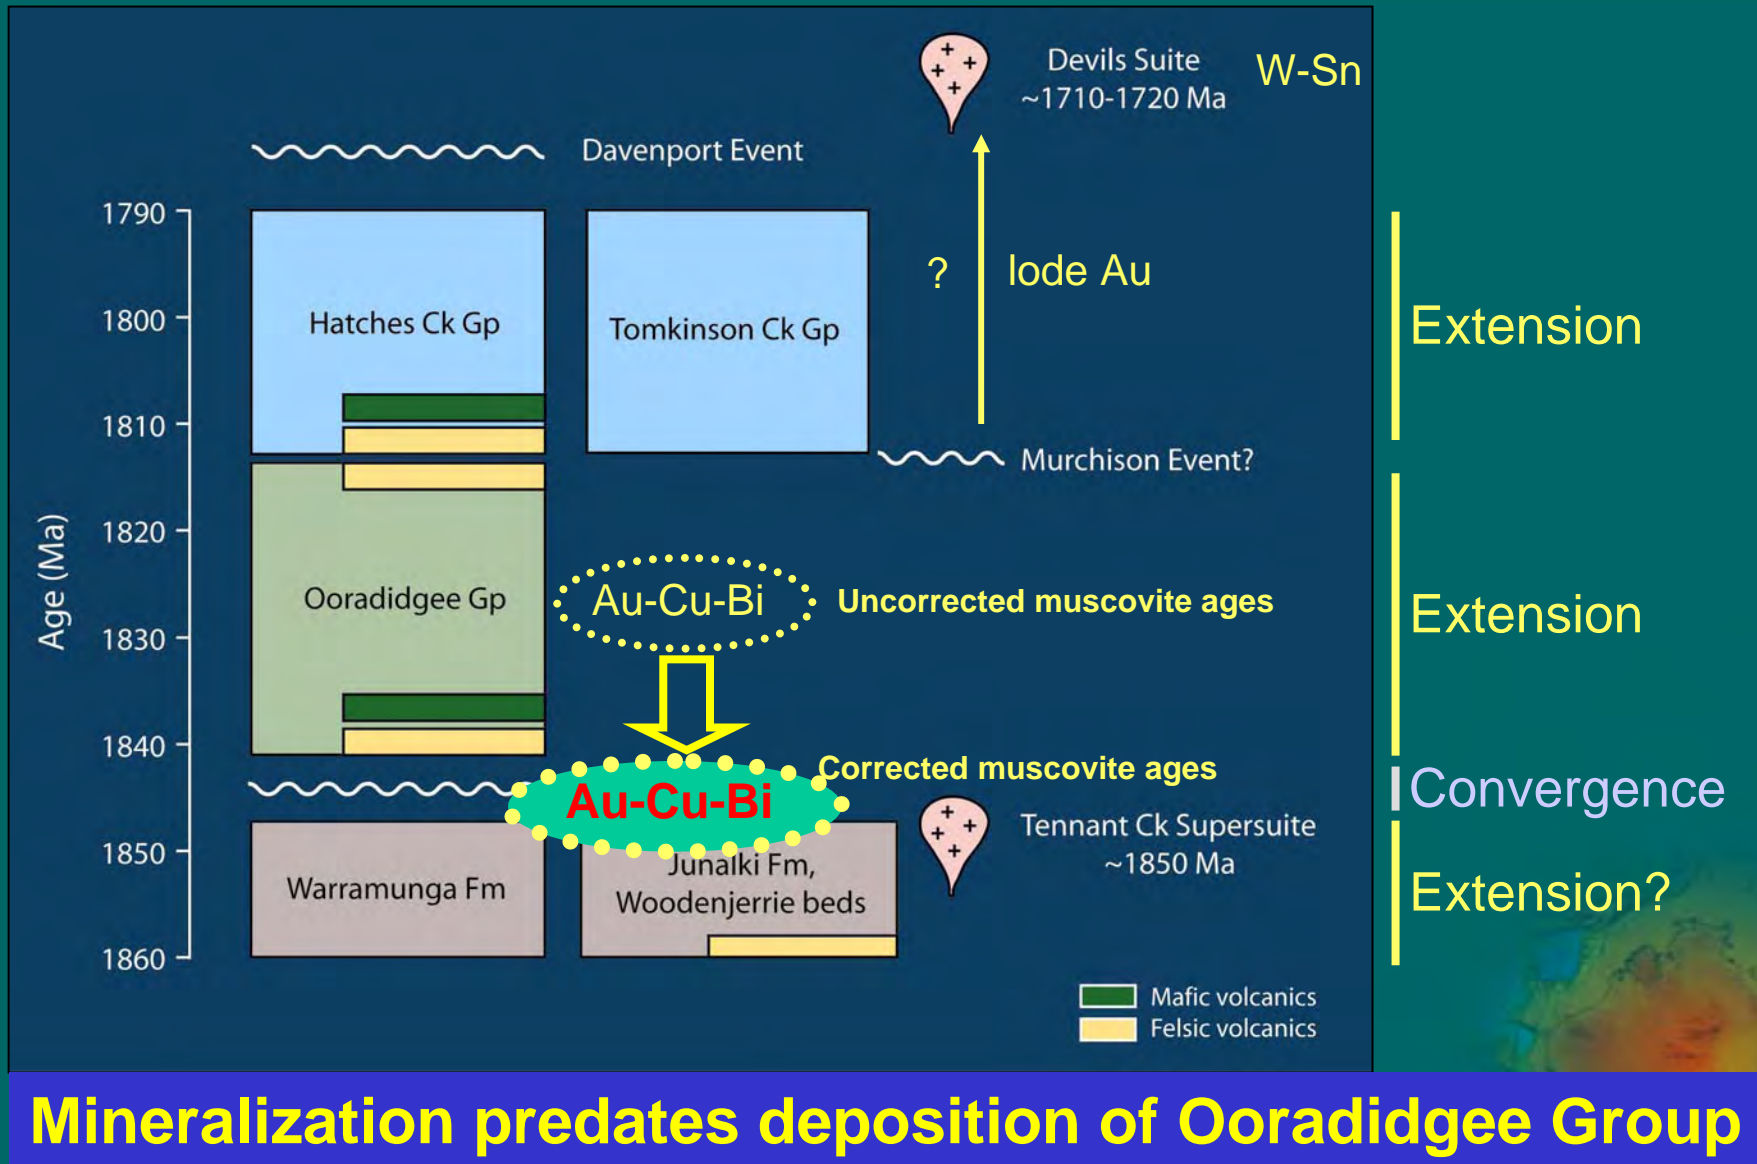 Devils Suite
~1710-1720 Ma
W-Sn
Davenport Event
1790
1800
1810
1820
1830
1840
1850
1860
Age (Ma)
Hatches Ck Gp
Tomkinson Ck Gp
?
lode Au
Extension
Murchison Event?
Ooradidgee Gp
Au-Cu-Bi
Uncorrected muscovite ages
Extension
Corrected muscovite ages
Au-Cu-Bi
Convergence
Warramunga Fm
Junalki Fm,
Woodenjerrie beds
Tennant Ck Supersuite
~1850 Ma
Extension?
Mafic volcanics
Felsic volcanics
Mineralization predates deposition of Ooradidgee Group